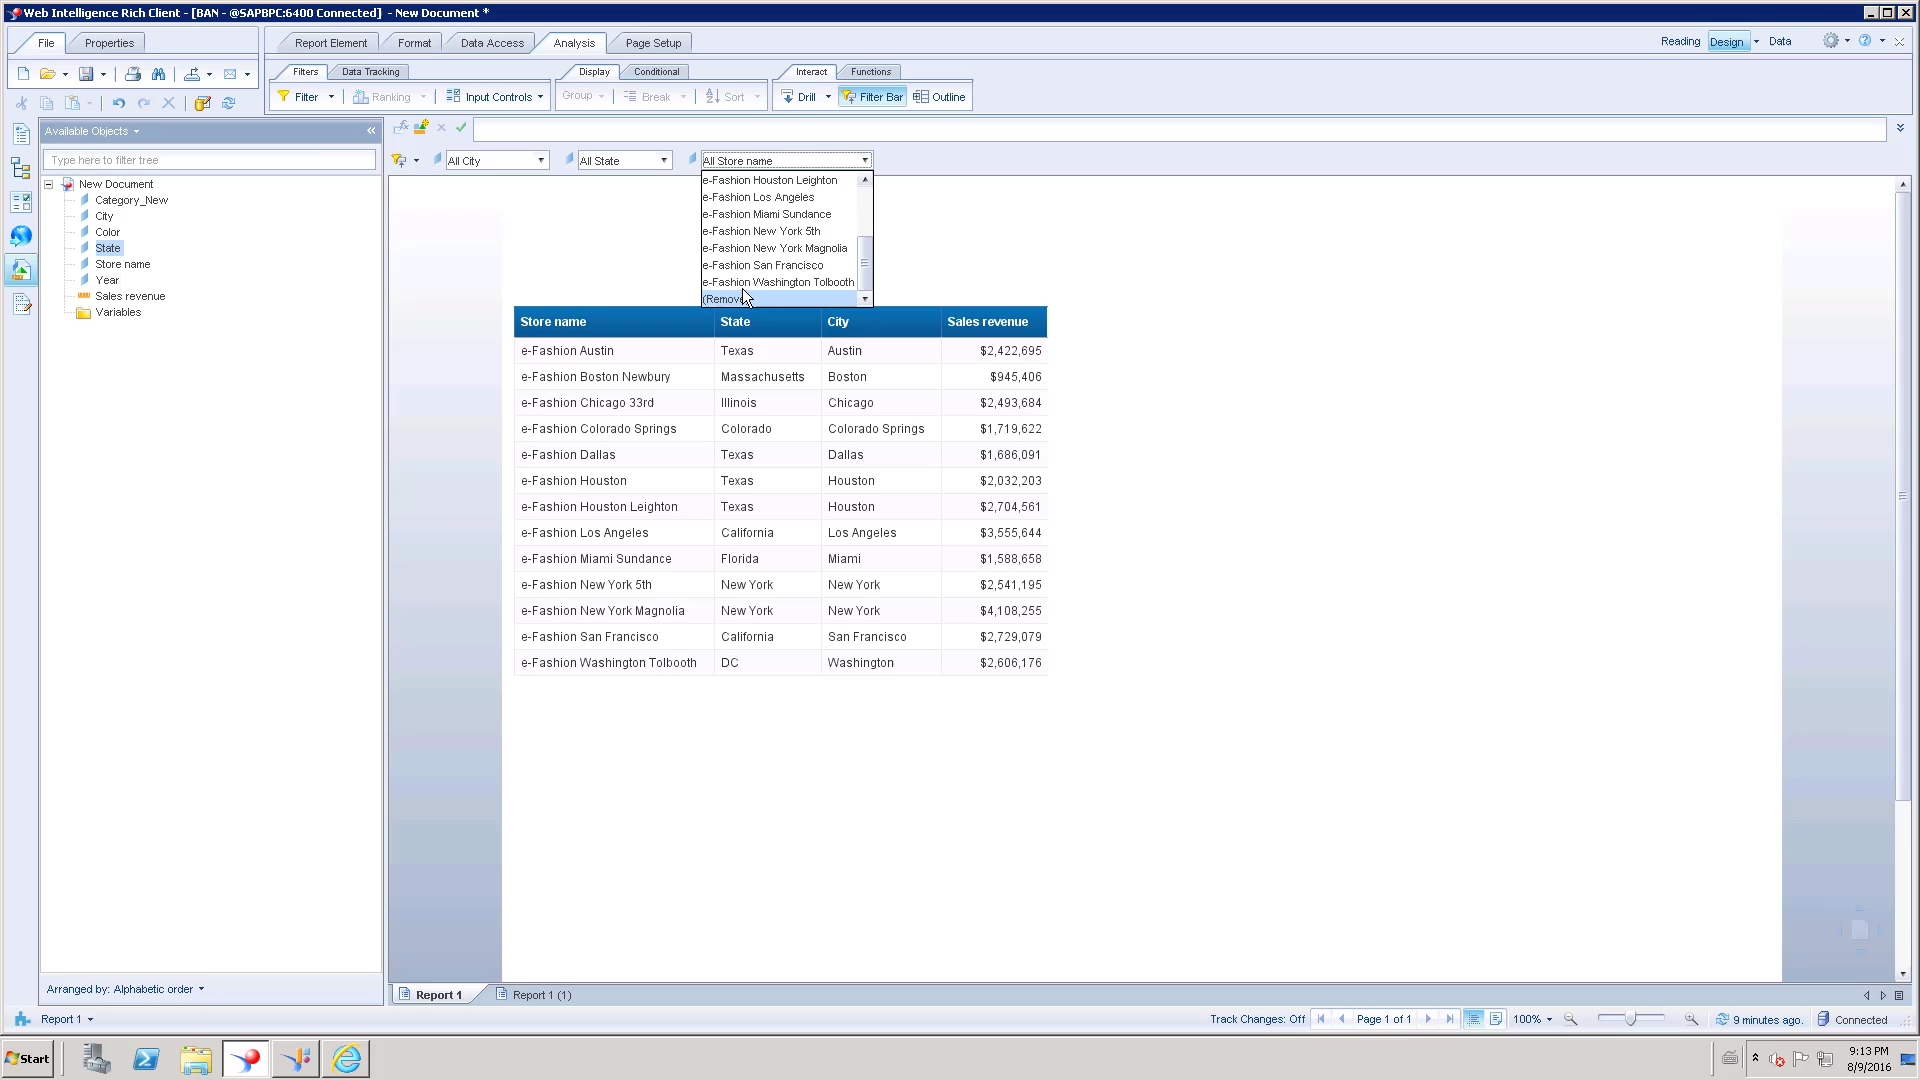 Web Intelligence Rich Client - [BAN - @SAPBPC:6400 Connected] - New Document *
File Properties Report Element Format Data Access Analysis Page Setup Reading Design Data
Filters Data Tracking Display Conditional Interact Functions
Filter Ranking Input Controls Group Break Sort Drill Filter Bar Outline
Available Objects
Type here to filter tree
All City All State All Store name
New Document
Category_New
City
Color
State
Store name
Year
Sales revenue
Variables
e-Fashion Houston Leighton
e-Fashion Los Angeles
e-Fashion Miami Sundance
e-Fashion New York 5th
e-Fashion New York Magnolia
e-Fashion San Francisco
e-Fashion Washington Tolbooth
(Remove
Store name State City Sales revenue
e-Fashion Austin Texas Austin $2,422,695
e-Fashion Boston Newbury Massachusetts Boston $945,406
e-Fashion Chicago 33rd Illinois Chicago $2,493,684
e-Fashion Colorado Springs Colorado Colorado Springs $1,719,622
e-Fashion Dallas Texas Dallas $1,686,091
e-Fashion Houston Texas Houston $2,032,203
e-Fashion Houston Leighton Texas Houston $2,704,561
e-Fashion Los Angeles California Los Angeles $3,555,644
e-Fashion Miami Sundance Florida Miami $1,588,658
e-Fashion New York 5th New York New York $2,541,195
e-Fashion New York Magnolia New York New York $4,108,255
e-Fashion San Francisco California San Francisco $2,729,079
e-Fashion Washington Tolbooth DC Washington $2,606,176
Arranged by: Alphabetic order
Report 1 Report 1 (1)
Report 1 Track Changes: Off Page 1 of 1 100% 9 minutes ago. Connected
Start 9:13 PM
8/9/2016